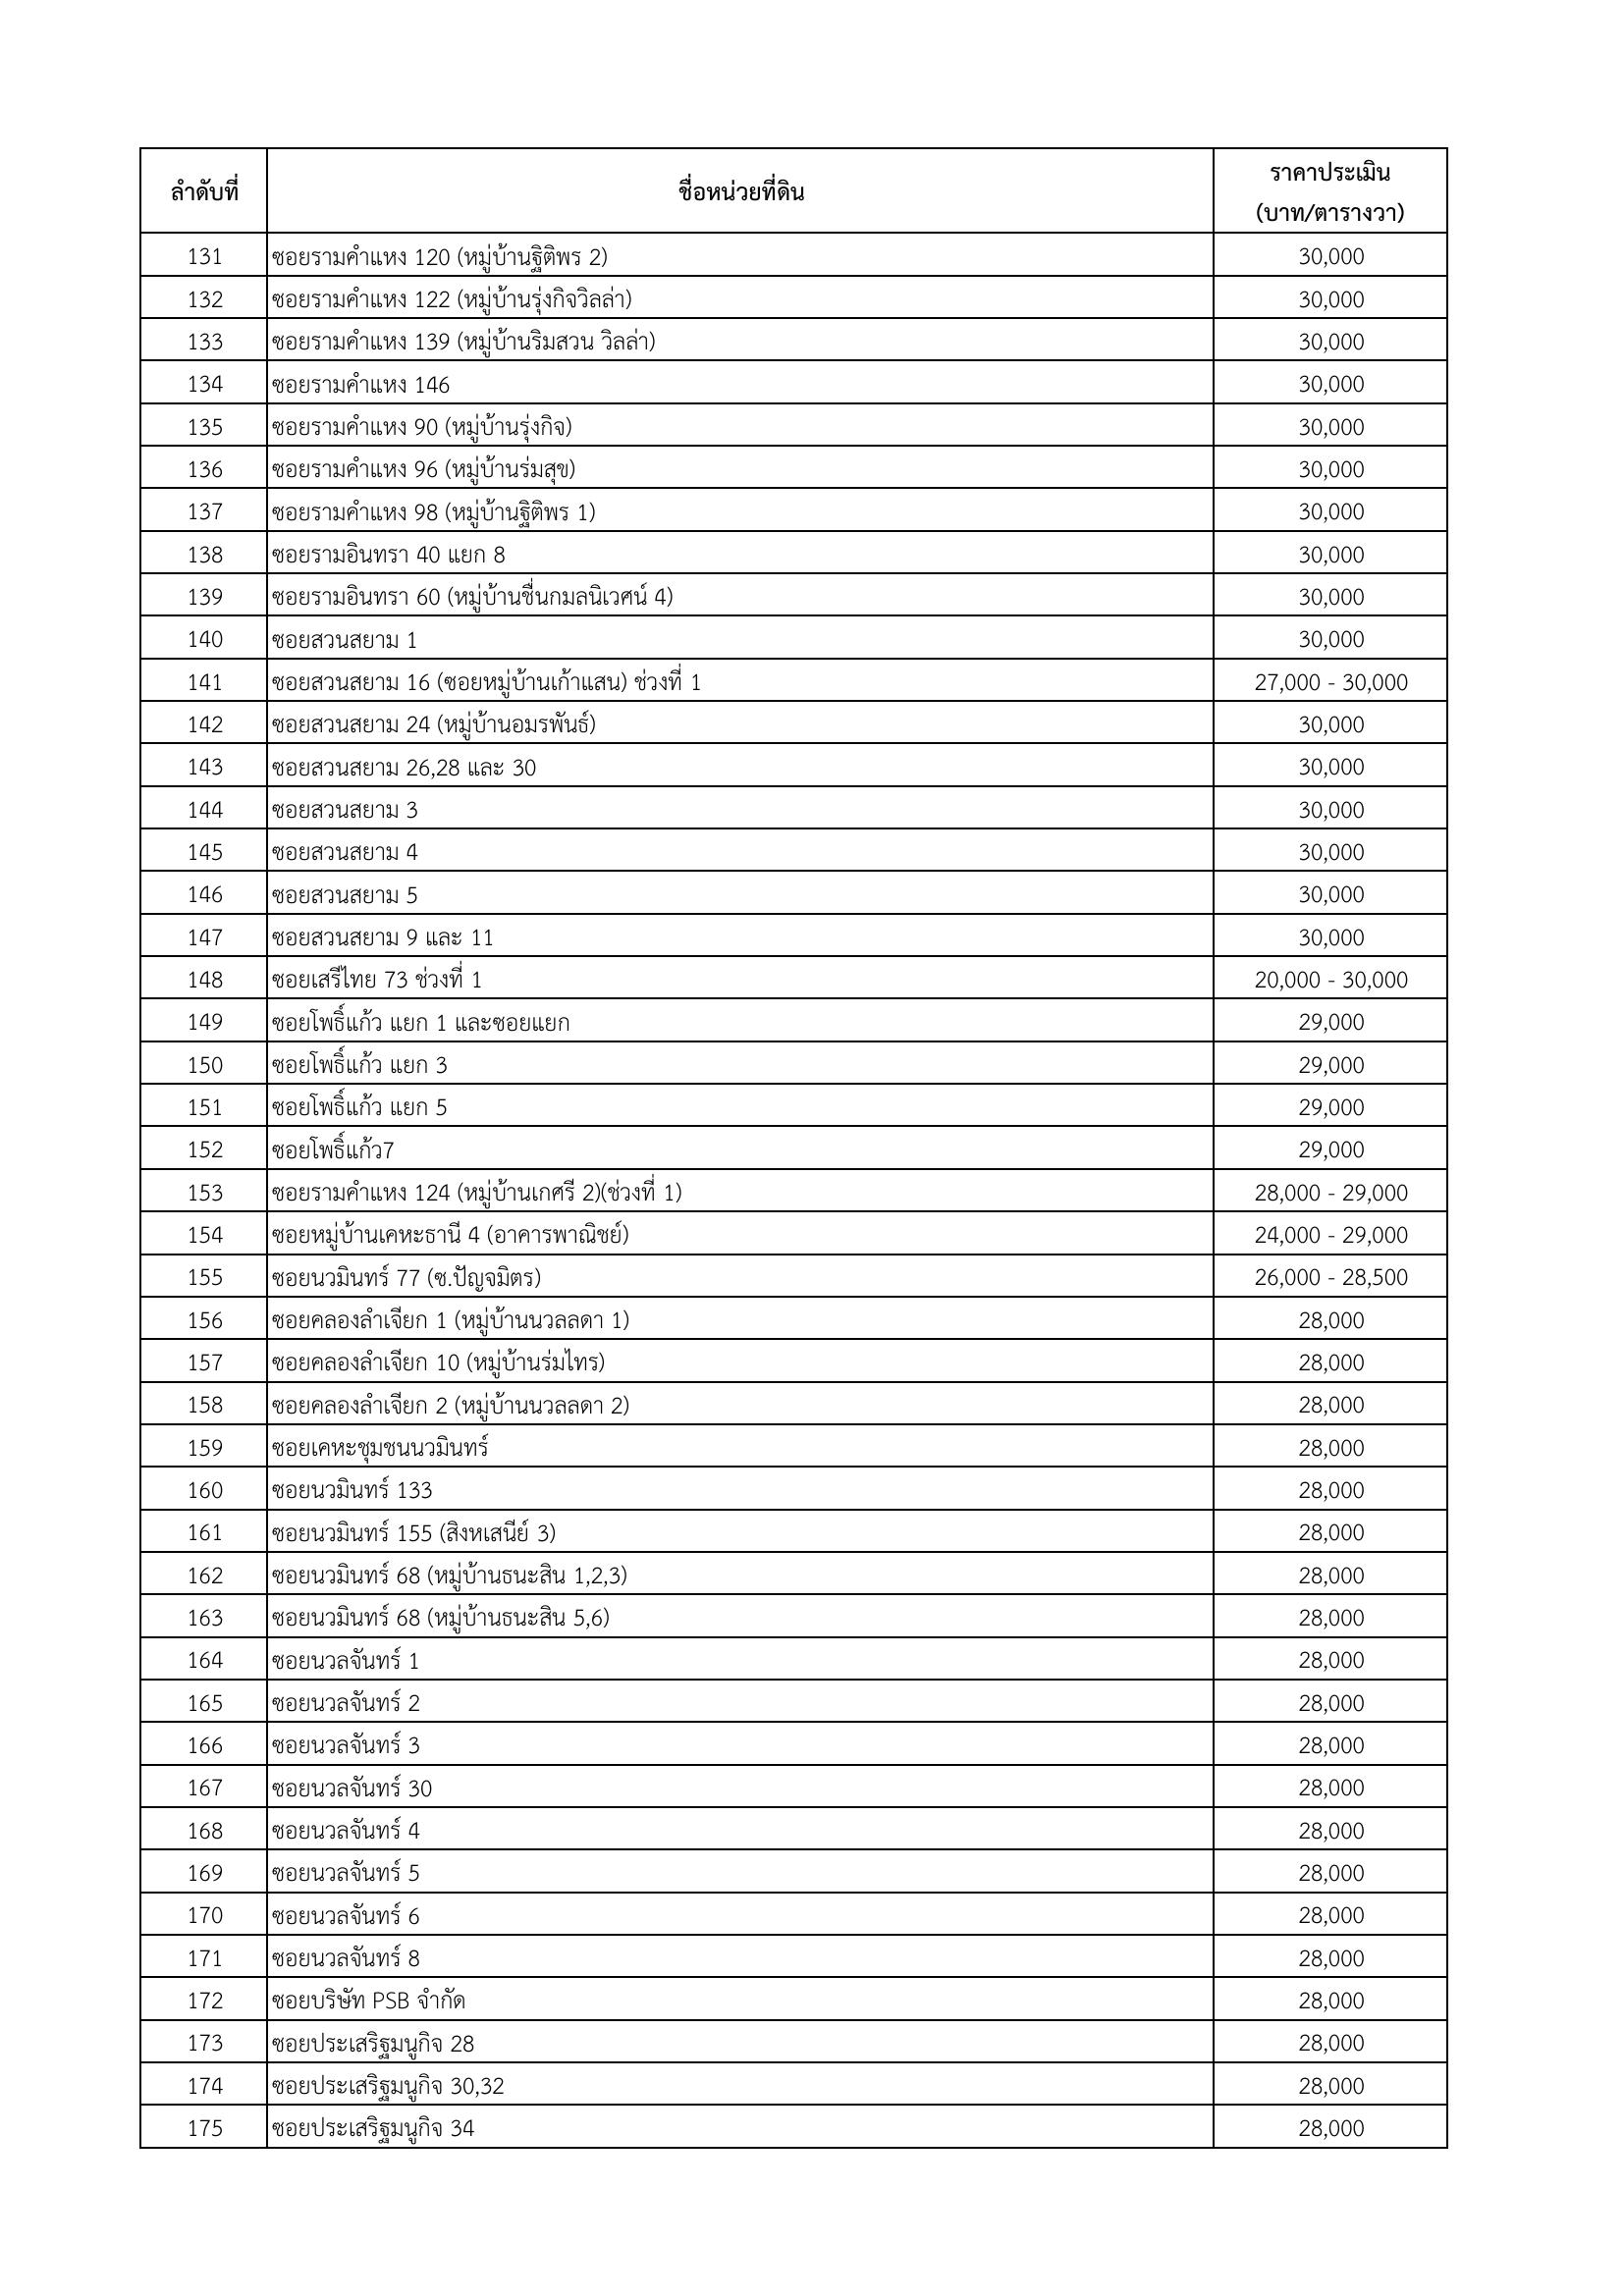 ลำดับที่ ชื่อหน่วยที่ดิน ราคาประเมิน
(บาท/ตารางวา)
131 ซอยรามคำแหง 120 (หมู่บ้านฐิติพร 2) 30,000
132 ซอยรามคำแหง 122 (หมู่บ้านรุ่งกิจวิลล่า) 30,000
133 ซอยรามคำแหง 139 (หมู่บ้านริมสวน วิลล่า) 30,000
134 ซอยรามคำแหง 146 30,000
135 ซอยรามคำแหง 90 (หมู่บ้านรุ่งกิจ) 30,000
136 ซอยรามคำแหง 96 (หมู่บ้านร่มสุข) 30,000
137 ซอยรามคำแหง 98 (หมู่บ้านฐิติพร 1) 30,000
138 ซอยรามอินทรา 40 แยก 8 30,000
139 ซอยรามอินทรา 60 (หมู่บ้านชื่นกมลนิเวศน์ 4) 30,000
140 ซอยสวนสยาม 1 30,000
141 ซอยสวนสยาม 16 (ซอยหมู่บ้านเก้าแสน) ช่วงที่ 1 27,000 - 30,000
142 ซอยสวนสยาม 24 (หมู่บ้านอมรพันธ์) 30,000
143 ซอยสวนสยาม 26,28 และ 30 30,000
144 ซอยสวนสยาม 3 30,000
145 ซอยสวนสยาม 4 30,000
146 ซอยสวนสยาม 5 30,000
147 ซอยสวนสยาม 9 และ 11 30,000
148 ซอยเสรีไทย 73 ช่วงที่ 1 20,000 - 30,000
149 ซอยโพธิ์แก้ว แยก 1 และซอยแยก 29,000
150 ซอยโพธิ์แก้ว แยก 3 29,000
151 ซอยโพธิ์แก้ว แยก 5 29,000
152 ซอยโพธิ์แก้ว7 29,000
153 ซอยรามคำแหง 124 (หมู่บ้านเกศรี 2)(ช่วงที่ 1) 28,000 - 29,000
154 ซอยหมู่บ้านเคหะธานี 4 (อาคารพาณิชย์) 24,000 - 29,000
155 ซอยนวมินทร์ 77 (ซ.ปัญจมิตร) 26,000 - 28,500
156 ซอยคลองลำเจียก 1 (หมู่บ้านนวลลดา 1) 28,000
157 ซอยคลองลำเจียก 10 (หมู่บ้านร่มไทร) 28,000
158 ซอยคลองลำเจียก 2 (หมู่บ้านนวลลดา 2) 28,000
159 ซอยเคหะชุมชนนวมินทร์ 28,000
160 ซอยนวมินทร์ 133 28,000
161 ซอยนวมินทร์ 155 (สิงหเสนีย์ 3) 28,000
162 ซอยนวมินทร์ 68 (หมู่บ้านธนะสิน 1,2,3) 28,000
163 ซอยนวมินทร์ 68 (หมู่บ้านธนะสิน 5,6) 28,000
164 ซอยนวลจันทร์ 1 28,000
165 ซอยนวลจันทร์ 2 28,000
166 ซอยนวลจันทร์ 3 28,000
167 ซอยนวลจันทร์ 30 28,000
168 ซอยนวลจันทร์ 4 28,000
169 ซอยนวลจันทร์ 5 28,000
170 ซอยนวลจันทร์ 6 28,000
171 ซอยนวลจันทร์ 8 28,000
172 ซอยบริษัท PSB จำกัด 28,000
173 ซอยประเสริฐมนูกิจ 28 28,000
174 ซอยประเสริฐมนูกิจ 30,32 28,000
175 ซอยประเสริฐมนูกิจ 34 28,000